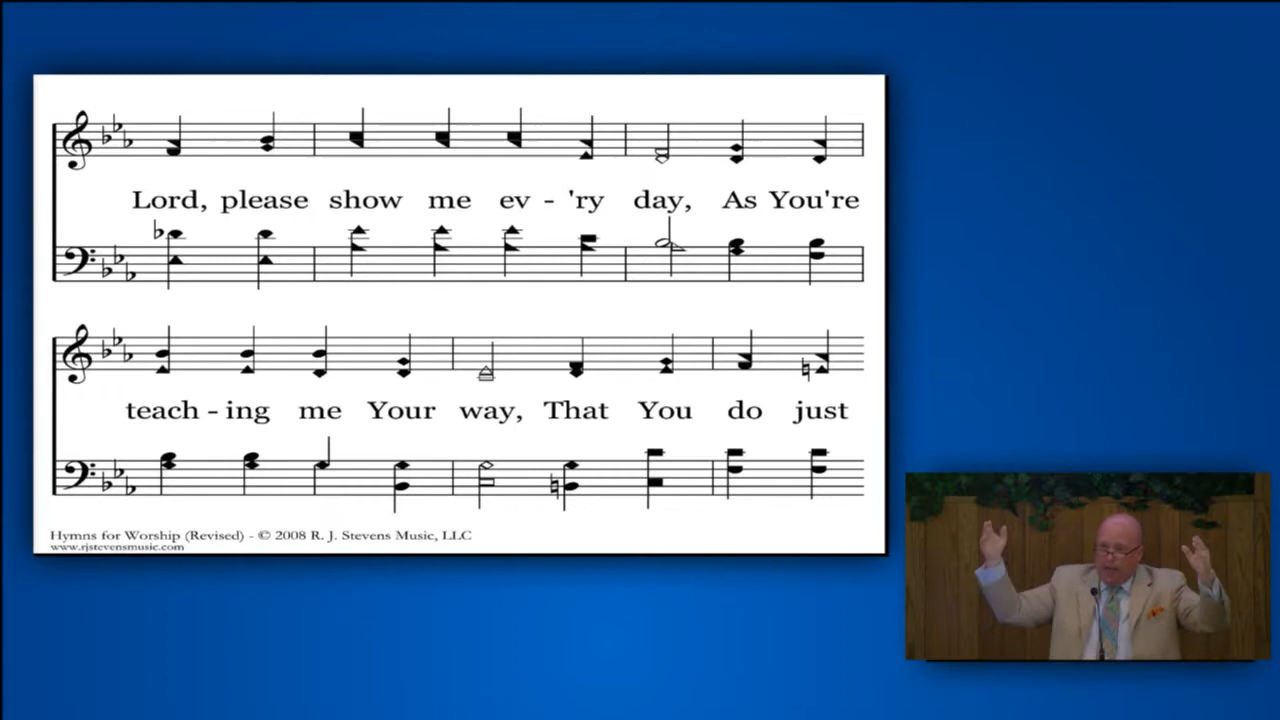 Lord, please show me ev - 'ry day, As You're
teach - ing me Your way, That You do just
Hymns for Worship (Revised) - © 2008 R. J. Stevens Music, LLC
www.rjstevensmusic.com